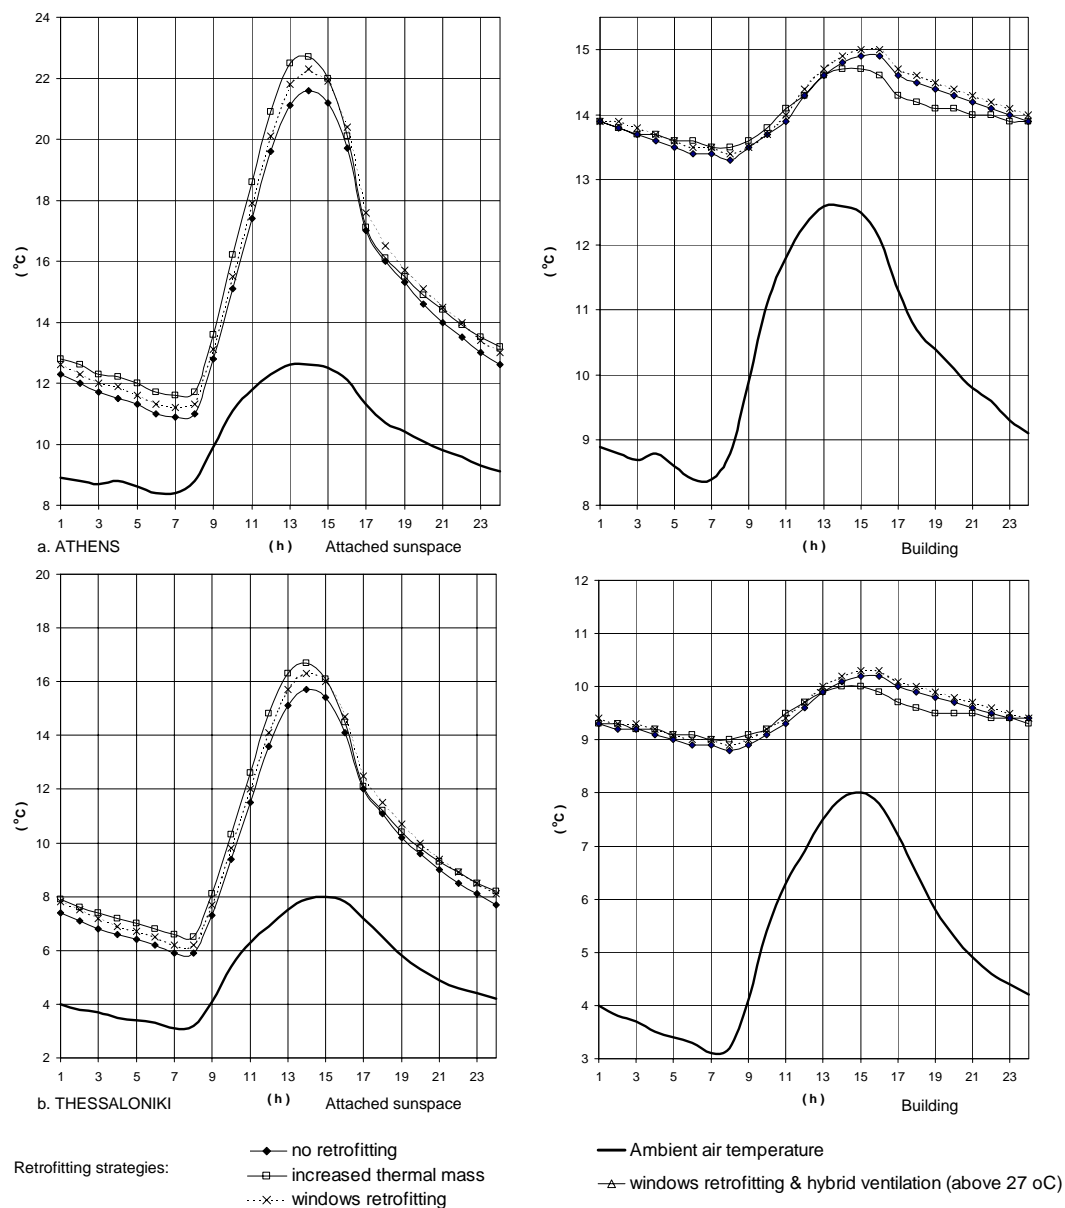 24
22
20
18
16
14
12
10
8
(°C)
1 3 5 7 9 11 13 15 17 19 21 23
a. ATHENS (h) Attached sunspace
15
14
13
12
11
10
9
8
(°C)
1 3 5 7 9 11 13 15 17 19 21 23
(h) Building
20
18
16
14
12
10
8
6
4
2
(°C)
1 3 5 7 9 11 13 15 17 19 21 23
b. THESSALONIKI (h) Attached sunspace
12
11
10
9
8
7
6
5
4
3
(°C)
1 3 5 7 9 11 13 15 17 19 21 23
(h) Building
Retrofitting strategies:
no retrofitting
increased thermal mass
windows retrofitting
Ambient air temperature
windows retrofitting & hybrid ventilation (above 27 oC)